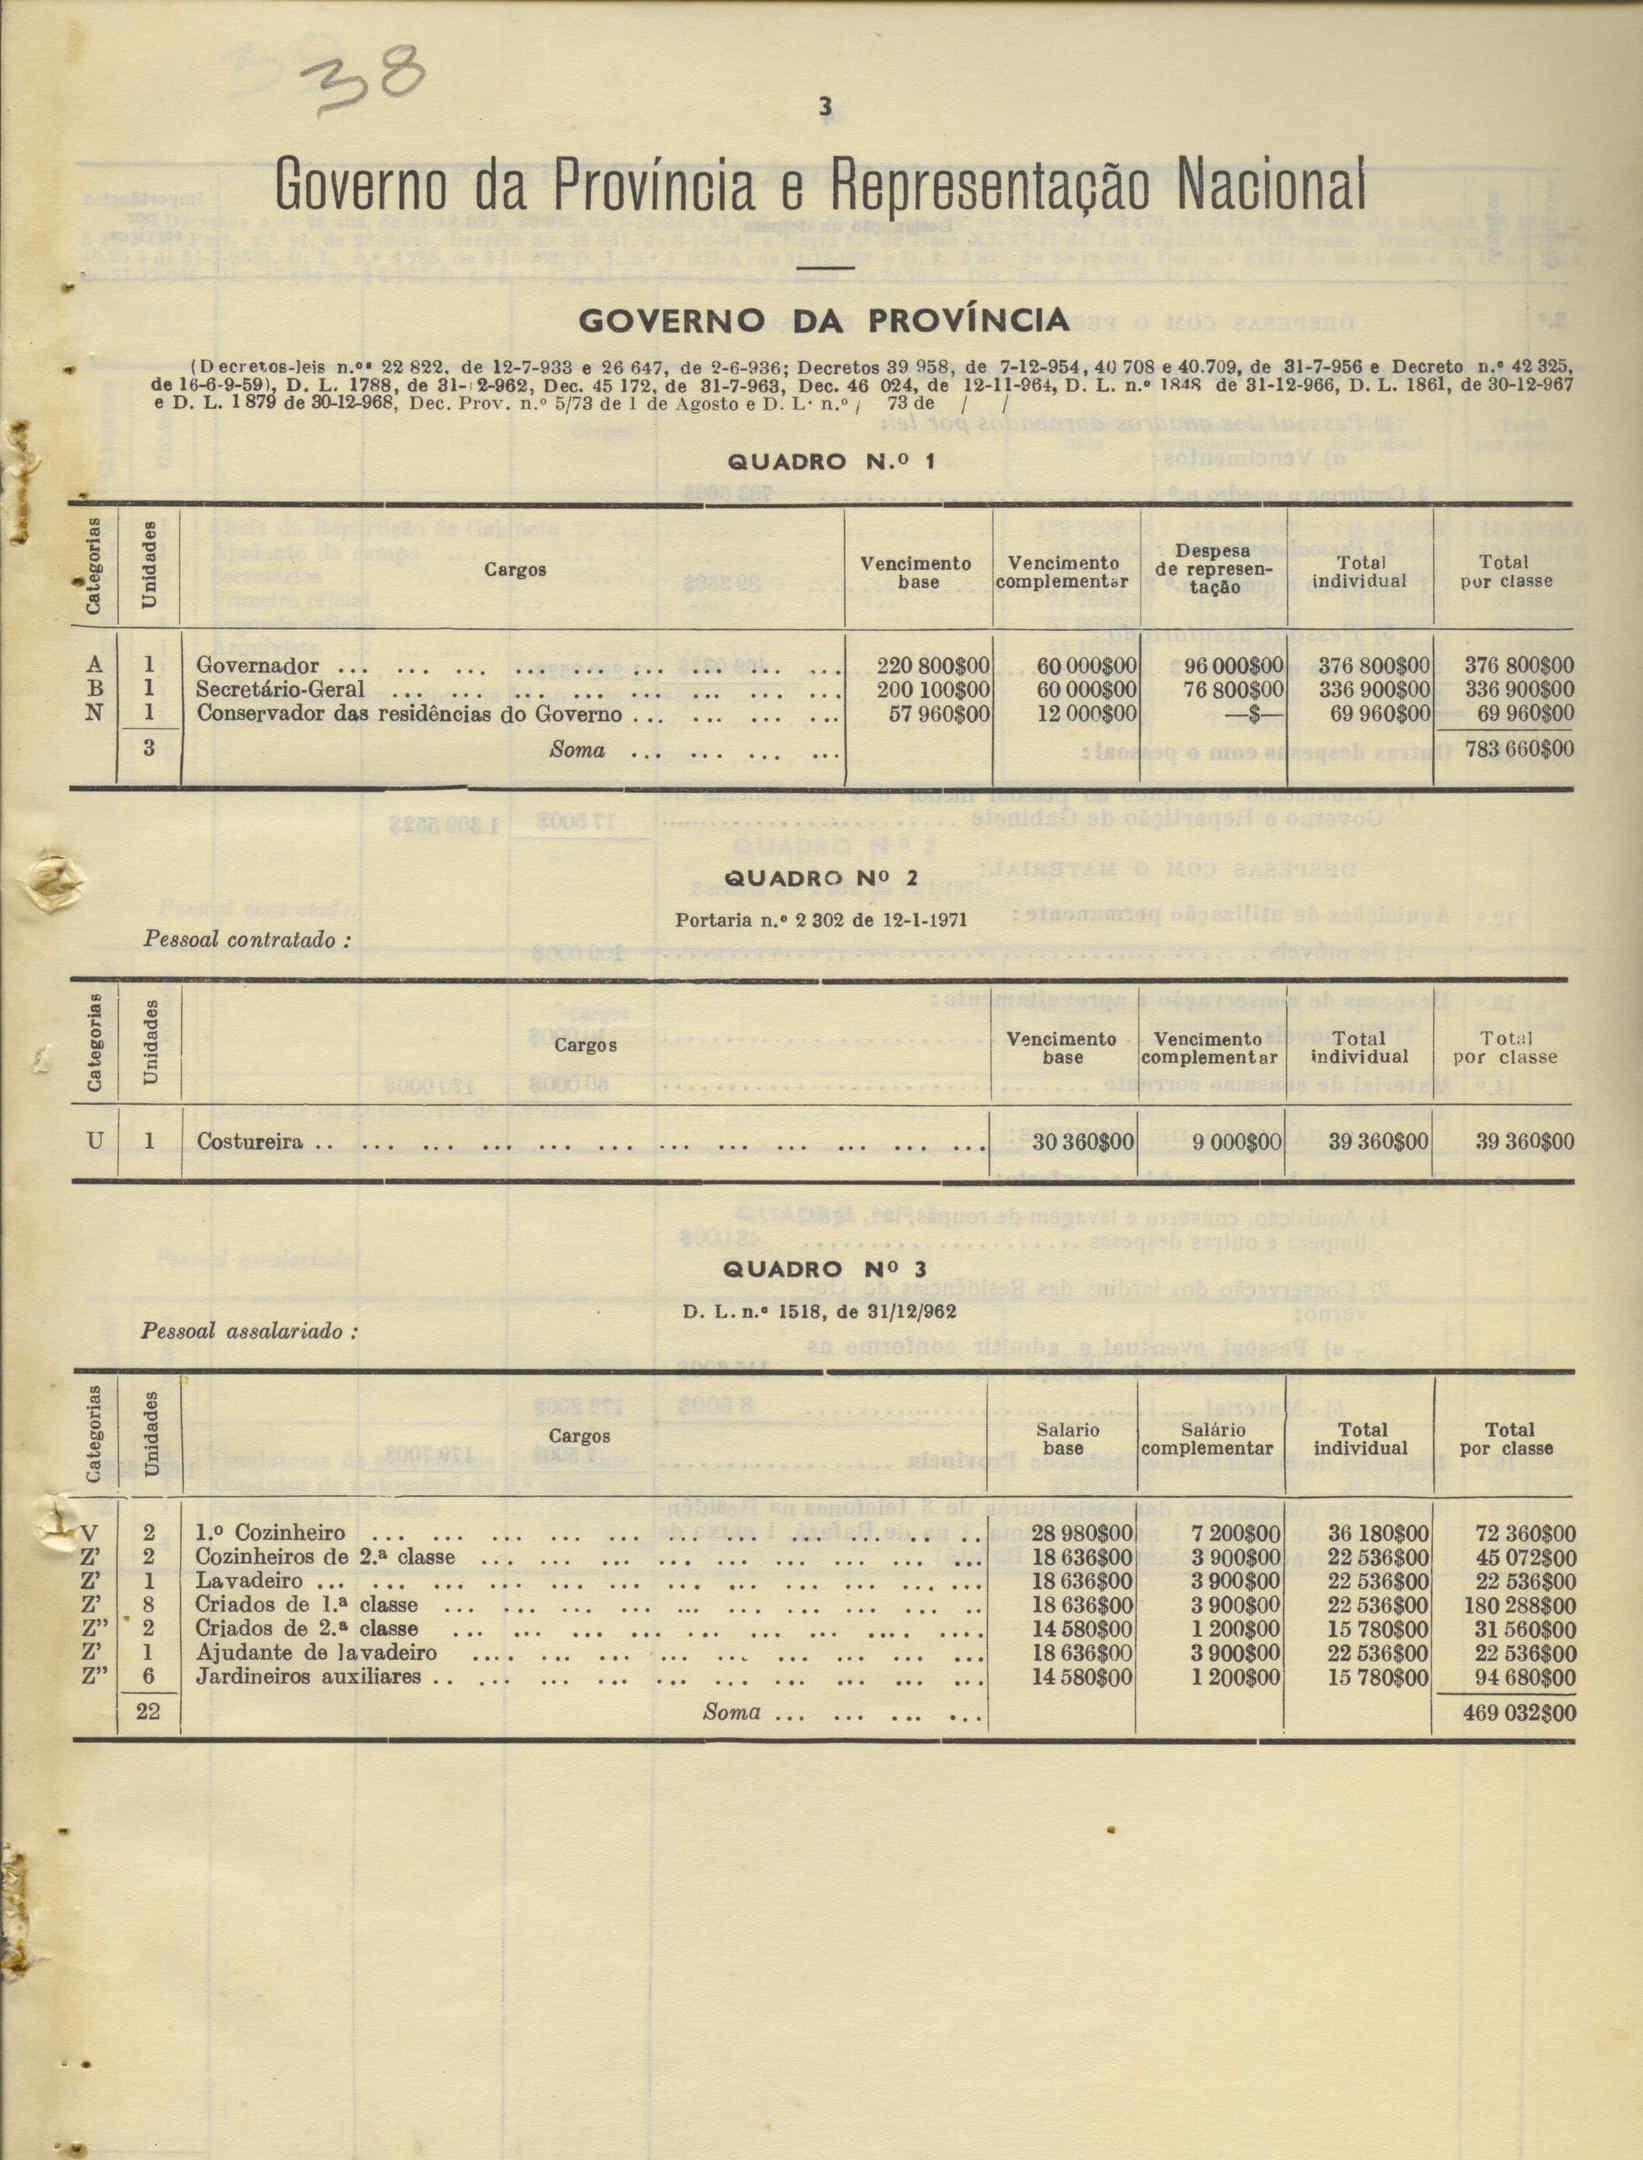 38
3
Governo da Província e Representação Nacional
GOVERNO DA PROVÍNCIA
(Decretos-leis n.ºˢ 22 822, de 12-7-933 e 26 647, de 2-6-936; Decretos 39 958, de 7-12-954, 40 708 e 40.709, de 31-7-956 e Decreto n.º 42 325,
de 16-6-9-59), D. L. 1788, de 31- 2-962, Dec. 45 172, de 31-7-963, Dec. 46 024, de 12-11-964, D. L. n.º 1848 de 31-12-966, D. L. 1861, de 30-12-967
e D. L. 1 879 de 30-12-968, Dec. Prov. n.º 5/73 de 1 de Agosto e D. L. n.º / 73 de / /
QUADRO N.º 1
Categorias Unidades Cargos Vencimento base Vencimento complementar Despesa de represen-tação Total individual Total por classe
A 1 Governador ... ... ... ... ... ... ... ... ... 220 800$00 60 000$00 96 000$00 376 800$00 376 800$00
B 1 Secretário-Geral ... ... ... ... ... ... ... ... 200 100$00 60 000$00 76 800$00 336 900$00 336 900$00
N 1 Conservador das residências do Governo ... ... ... ... 57 960$00 12 000$00 —$— 69 960$00 69 960$00
3 Soma ... ... ... ... 783 660$00
QUADRO Nº 2
Portaria n.º 2 302 de 12-1-1971
Pessoal contratado :
Categorias Unidades Cargos Vencimento base Vencimento complementar Total individual Total por classe
U 1 Costureira .. ... ... ... ... ... ... ... ... ... ... ... 30 360$00 9 000$00 39 360$00 39 360$00
QUADRO Nº 3
D. L. n.º 1518, de 31/12/962
Pessoal assalariado :
Categorias Unidades Cargos Salario base Salário complementar Total individual Total por classe
V 2 1.º Cozinheiro ... ... ... ... ... ... ... ... ... ... .. 28 980$00 7 200$00 36 180$00 72 360$00
Z' 2 Cozinheiros de 2.ª classe ... ... ... ... ... ... ... ... ... 18 636$00 3 900$00 22 536$00 45 072$00
Z' 1 Lavadeiro ... ... ... ... ... ... ... ... ... ... ... ... 18 636$00 3 900$00 22 536$00 22 536$00
Z' 8 Criados de 1.ª classe ... ... ... ... ... ... ... ... ... .. 18 636$00 3 900$00 22 536$00 180 288$00
Z'' 2 Criados de 2.ª classe ... ... ... ... ... ... ... .... .... 14 580$00 1 200$00 15 780$00 31 560$00
Z' 1 Ajudante de lavadeiro .... ... ... ... ... ... ... ... ... 18 636$00 3 900$00 22 536$00 22 536$00
Z'' 6 Jardineiros auxiliares .. ... ... ... ... ... ... ... ... ... 14 580$00 1 200$00 15 780$00 94 680$00
22 Soma ... ... ... ... 469 032$00